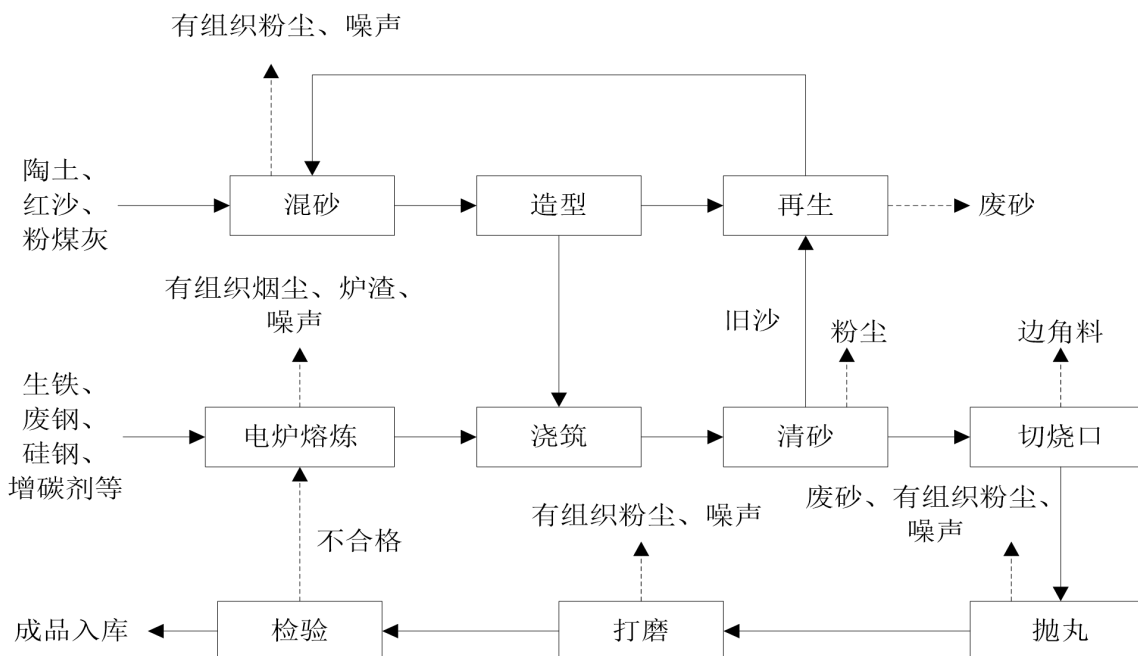 有组织粉尘、噪声
陶土、
红沙、
粉煤灰
混砂
造型
再生
废砂
有组织烟尘、炉渣、
噪声
旧沙
粉尘
边角料
生铁、
废钢、
硅钢、
增碳剂等
电炉熔炼
浇筑
清砂
切烧口
不合格
有组织粉尘、噪声
废砂、有组织粉尘、
噪声
成品入库
检验
打磨
抛丸